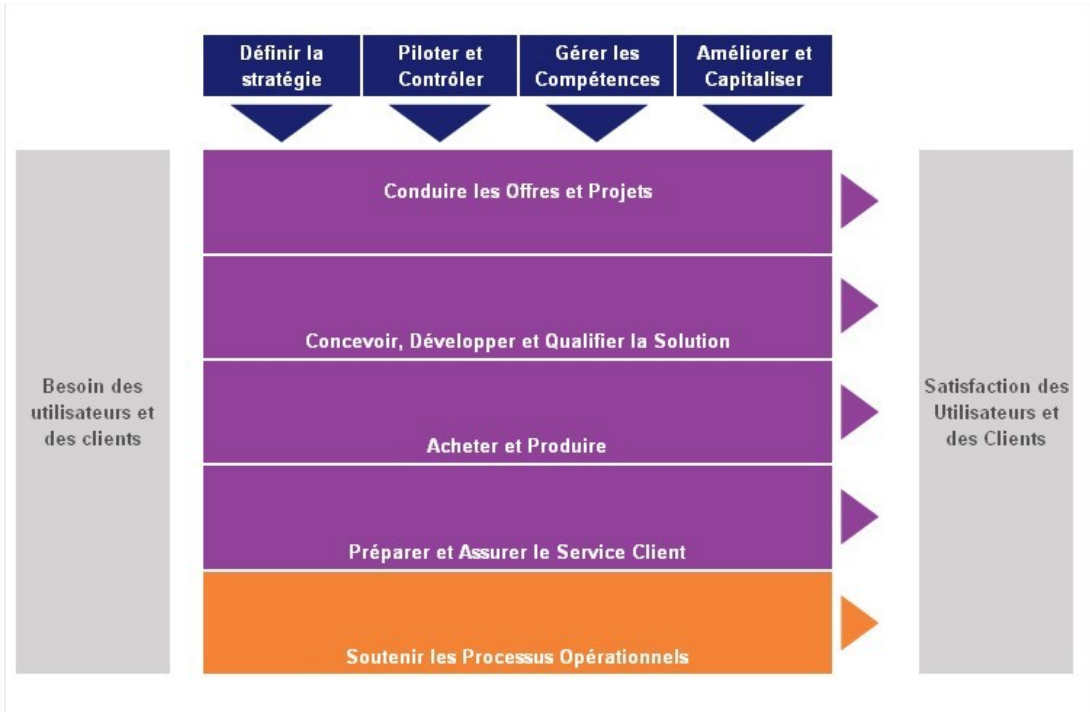 Définir la
stratégie
Piloter et
Contrôler
Gérer les
Compétences
Améliorer et
Capitaliser
Conduire les Offres et Projets
Concevoir, Développer et Qualifier la Solution
Besoin des
utilisateurs et
des clients
Acheter et Produire
Préparer et Assurer le Service Client
Soutenir les Processus Opérationnels
Satisfaction des
Utilisateurs et
des Clients